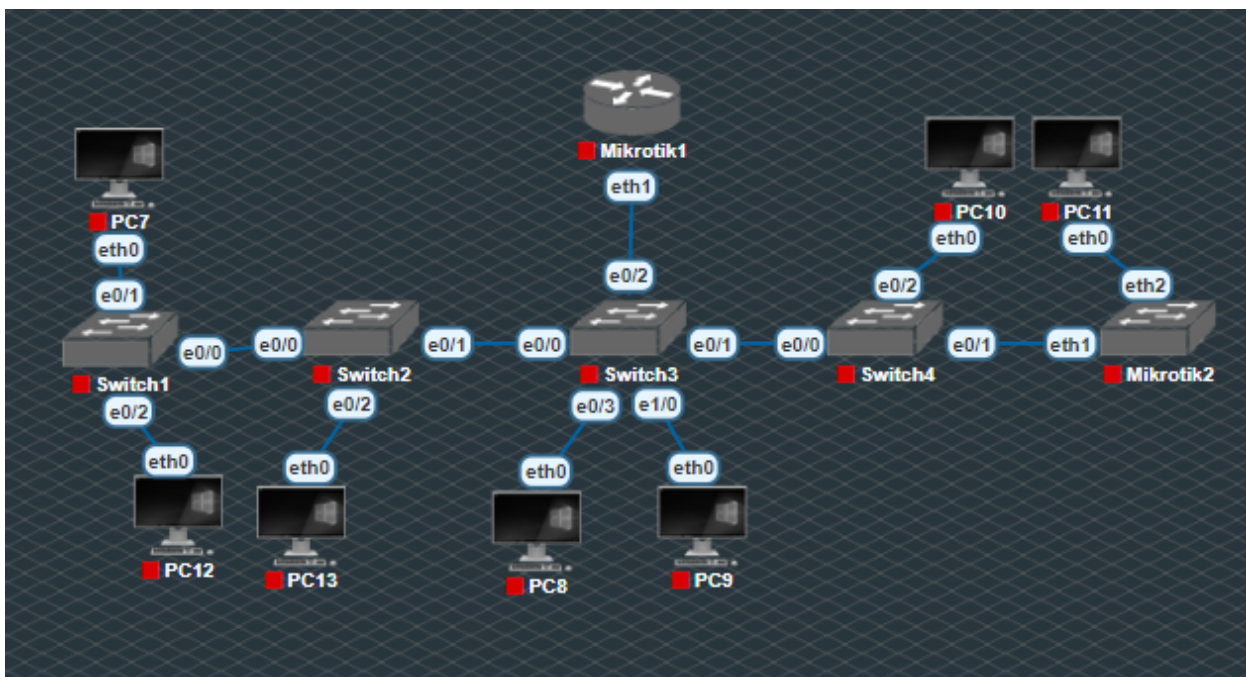 Mikrotik1
eth1
PC7
eth0
e0/1
PC10
PC11
eth0
eth0
e0/2
e0/2
eth2
e0/0
e0/0
e0/1
e0/0
e0/1
e0/0
e0/1
eth1
Switch1
Switch2
Switch3
Switch4
Mikrotik2
e0/2
e0/2
e0/3
e1/0
eth0
eth0
eth0
eth0
PC12
PC13
PC8
PC9